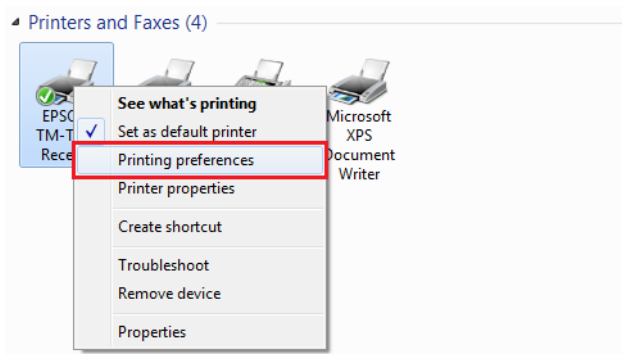 Printers and Faxes (4)
EPSO
TM-T
Rece
See what's printing
Set as default printer
Printing preferences
Printer properties
Create shortcut
Troubleshoot
Remove device
Properties
Microsoft
XPS
Document
Writer